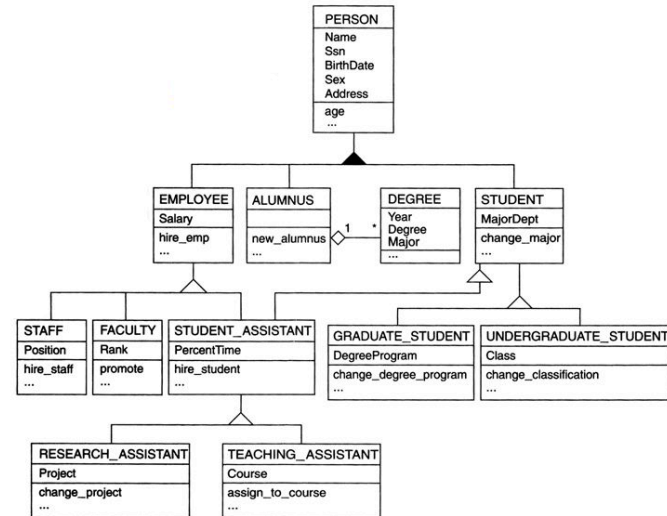 PERSON
Name
Ssn
BirthDate
Sex
Address
age
...
EMPLOYEE
Salary
hire_emp
...
ALUMNUS
new_alumnus
...
1
*
DEGREE
Year
Degree
Major
...
STUDENT
MajorDept
change_major
...
STAFF
Position
hire_staff
...
FACULTY
Rank
promote
...
STUDENT_ASSISTANT
PercentTime
hire_student
...
GRADUATE_STUDENT
DegreeProgram
change_degree_program
...
UNDERGRADUATE_STUDENT
Class
change_classification
...
RESEARCH_ASSISTANT
Project
change_project
...
TEACHING_ASSISTANT
Course
assign_to_course
...